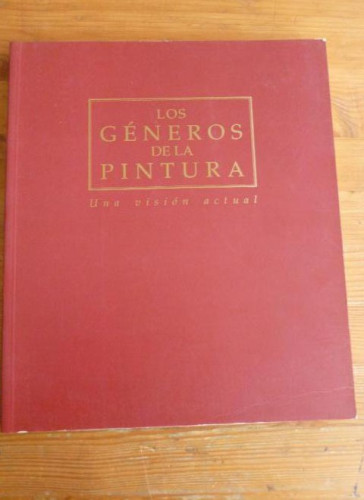 LOS
GÉNEROS
DE LA
PINTURA
Una visión actual